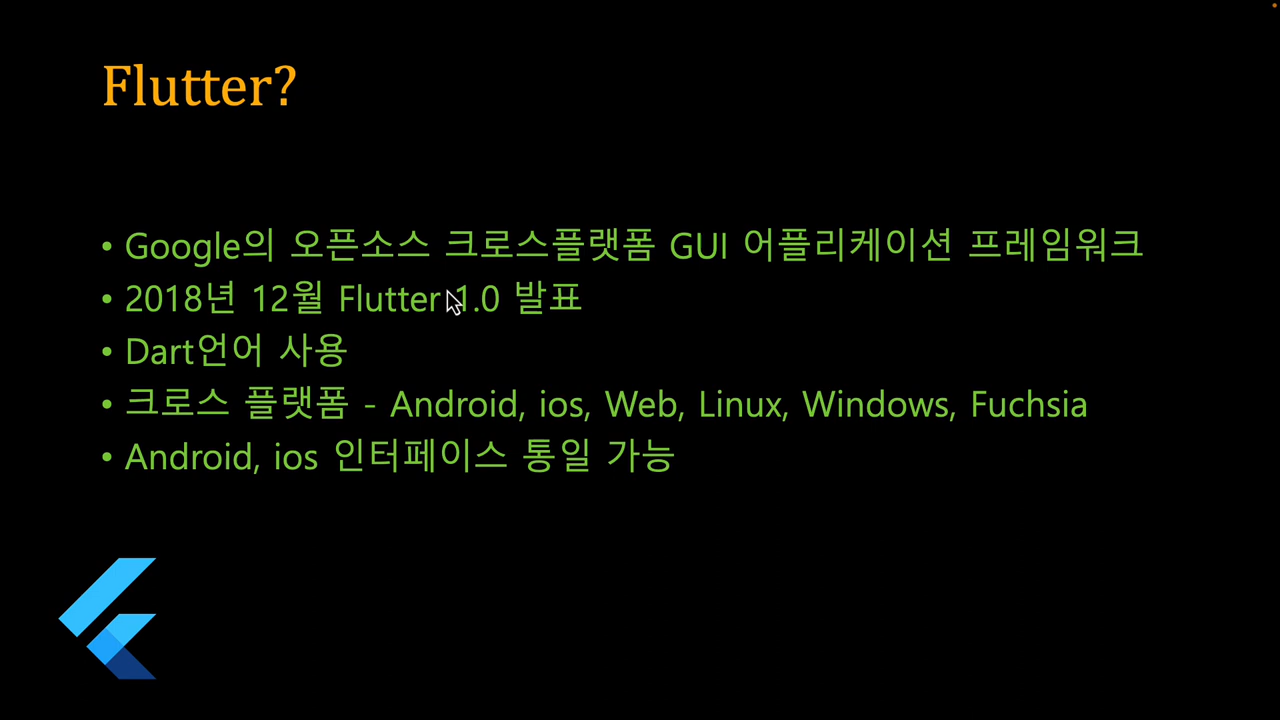 Flutter?
• Google의 오픈소스 크로스플랫폼 GUI 어플리케이션 프레임워크
• 2018년 12월 Flutter 1.0 발표
• Dart언어 사용
• 크로스 플랫폼 - Android, ios, Web, Linux, Windows, Fuchsia
• Android, ios 인터페이스 통일 가능